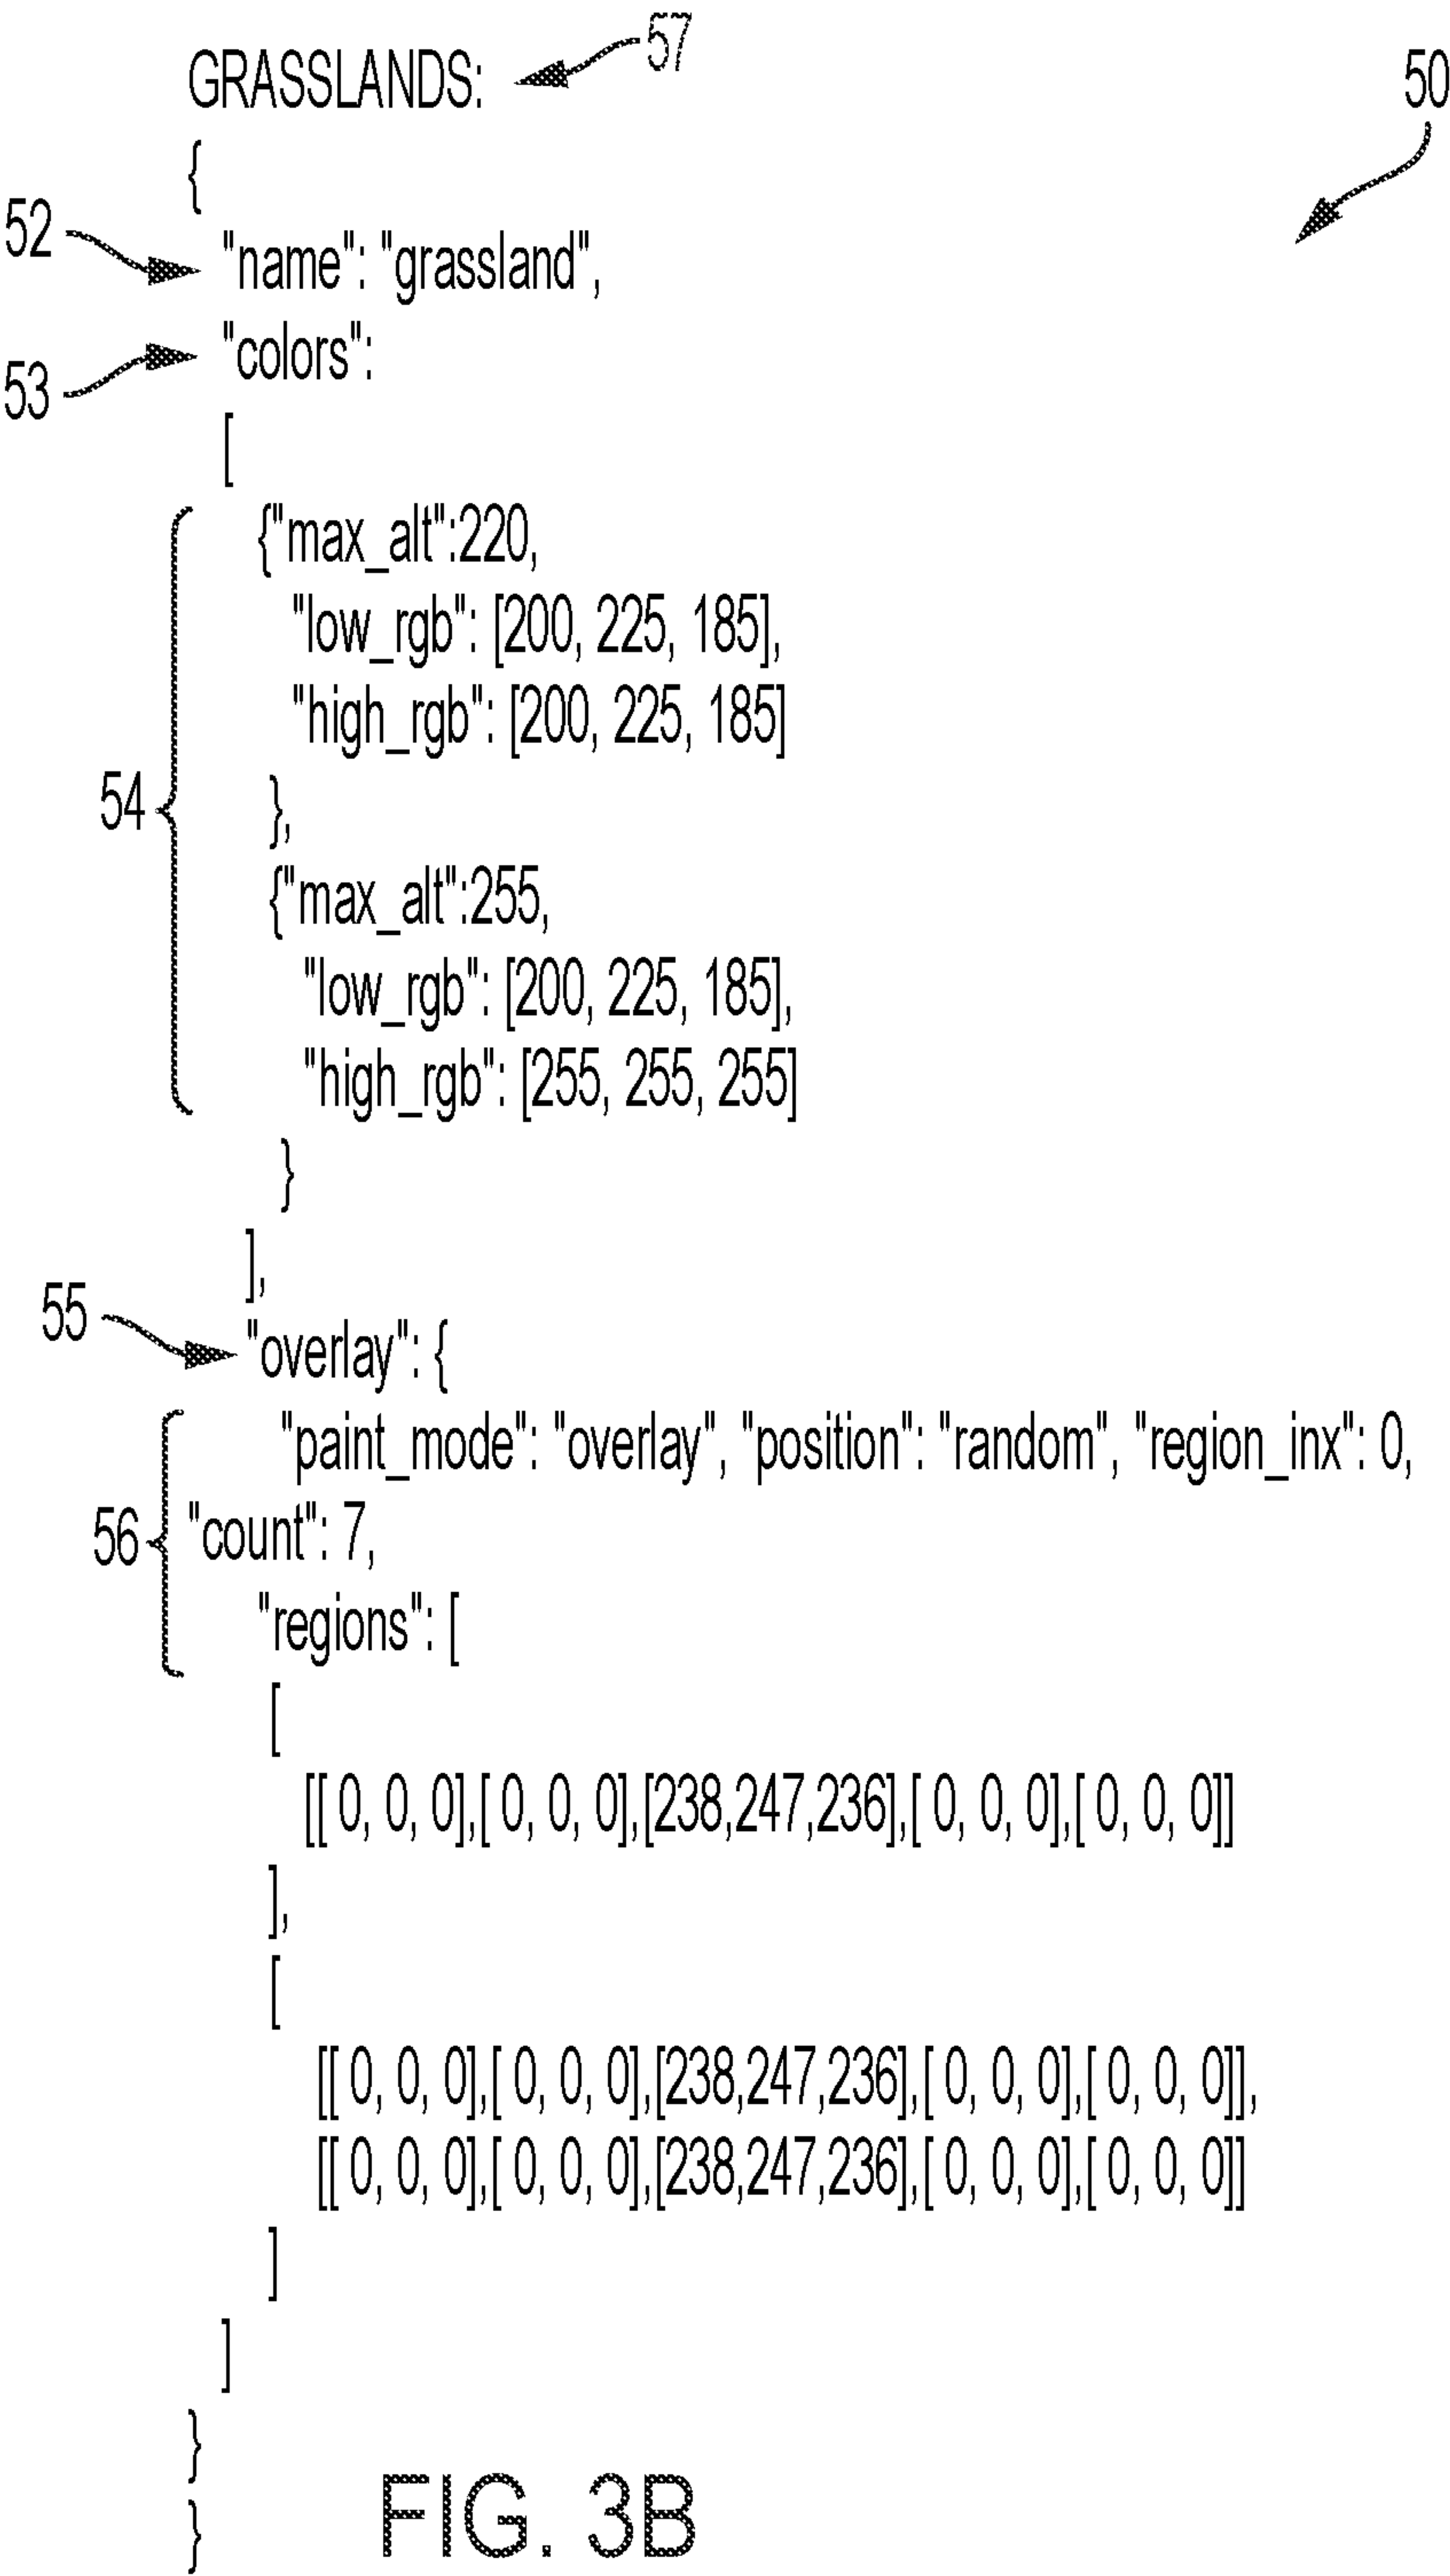 GRASSLANDS: 57
50
{
52 "name": "grassland",
53 "colors":
[
{"max_alt":220,
"low_rgb": [200, 225, 185],
"high_rgb": [200, 225, 185]
54 },
{"max_alt":255,
"low_rgb": [200, 225, 185],
"high_rgb": [255, 255, 255]
}
],
55 "overlay": {
"paint_mode": "overlay", "position": "random", "region_inx": 0,
56 "count": 7,
"regions": [
[
[[ 0, 0, 0],[ 0, 0, 0],[238,247,236],[ 0, 0, 0],[ 0, 0, 0]]
],
[
[[ 0, 0, 0],[ 0, 0, 0],[238,247,236],[ 0, 0, 0],[ 0, 0, 0]],
[[ 0, 0, 0],[ 0, 0, 0],[238,247,236],[ 0, 0, 0],[ 0, 0, 0]]
]
]
}
}
FIG. 3B